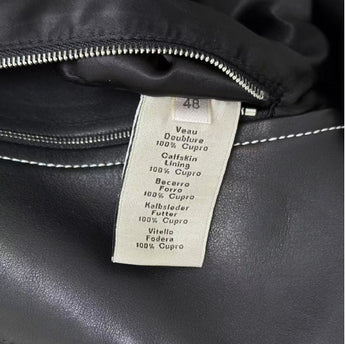 48
Veau
Doublure
100% Cupro
Calfskin
Lining
100% Cupro
Becerro
Forro
100% Cupro
Kalbsleder
Futter
100% Cupro
Vitello
Fodera
100% Cupro